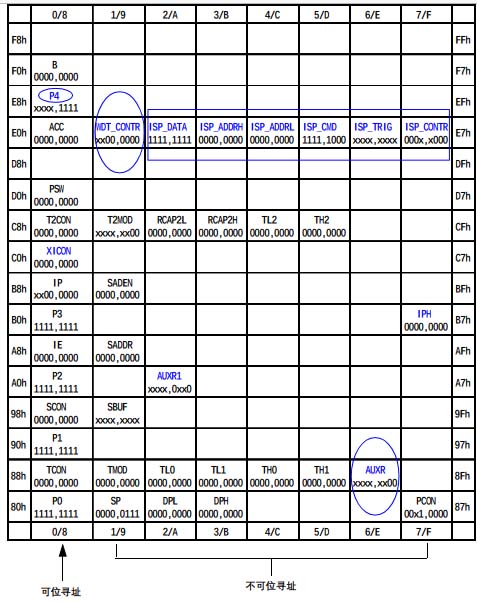 0/8 1/9 2/A 3/B 4/C 5/D 6/E 7/F
F8h FFh
F0h B 0000,0000 F7h
E8h P4 xxxx,1111 EFh
E0h ACC 0000,0000 WDT_CONTR xx00,0000 ISP_DATA 1111,1111 ISP_ADDRH 0000,0000 ISP_ADDRL 0000,0000 ISP_CMD 1111,1000 ISP_TRIG xxxx,xxxx ISP_CONTR 000x,x000 E7h
D8h DFh
D0h PSW 0000,0000 D7h
C8h T2CON 0000,0000 T2MOD xxxx,xx00 RCAP2L 0000,0000 RCAP2H 0000,0000 TL2 0000,0000 TH2 0000,0000 CFh
C0h XICON 0000,0000 C7h
B8h IP xx00,0000 SADEN 0000,0000 BFh
B0h P3 1111,1111 IPH 0000,0000 B7h
A8h IE 0000,0000 SADDR 0000,0000 AFh
A0h P2 1111,1111 AUXR1 xxxx,0xx0 A7h
98h SCON 0000,0000 SBUF xxxx,xxxx 9Fh
90h P1 1111,1111 97h
88h TCON 0000,0000 TMOD 0000,0000 TL0 0000,0000 TL1 0000,0000 TH0 0000,0000 TH1 0000,0000 AUXR xxxx,xx00 8Fh
80h P0 1111,1111 SP 0000,0111 DPL 0000,0000 DPH 0000,0000 PCON 00x1,0000 87h
0/8 1/9 2/A 3/B 4/C 5/D 6/E 7/F
可位寻址 不可位寻址